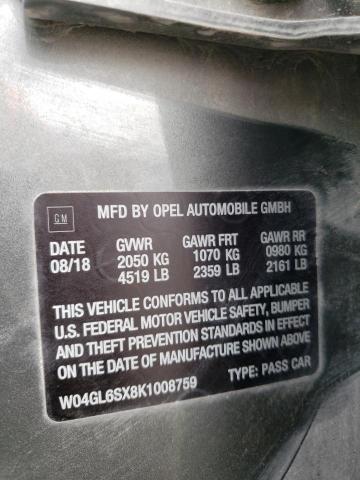 GM
MFD BY OPEL AUTOMOBILE GMBH
DATE GVWR GAWR FRT GAWR RR
08/18 2050 KG 1070 KG 0980 KG
4519 LB 2359 LB 2161 LB
THIS VEHICLE CONFORMS TO ALL APPLICABLE
U.S. FEDERAL MOTOR VEHICLE SAFETY, BUMPER
AND THEFT PREVENTION STANDARDS IN EFFECT
ON THE DATE OF MANUFACTURE SHOWN ABOVE.
W04GL6SX8K1008759 TYPE: PASS CAR